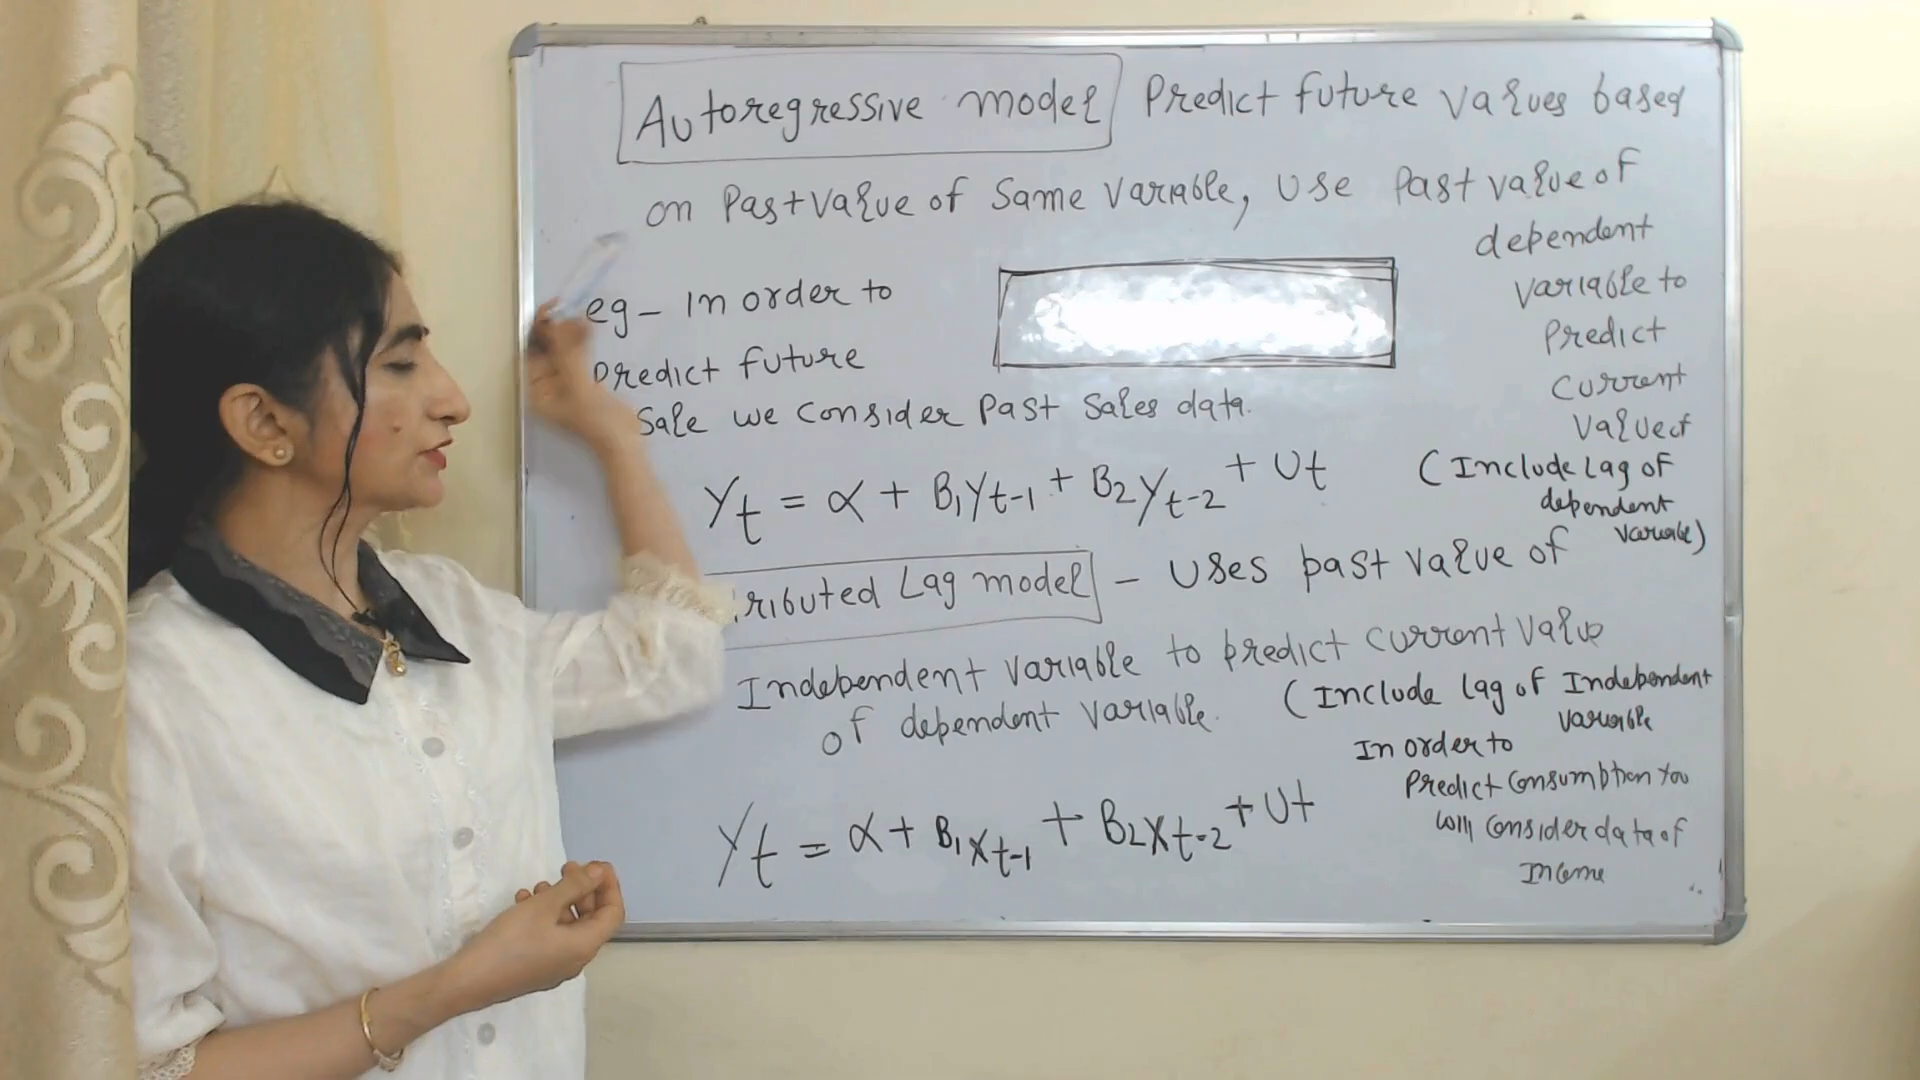 Autoregressive model Predict future values based
on Past value of Same Variable, Use Past value of
dependent
Variable to
Predict
Current
Value of
eg - In order to
Predict future
Sale we Consider Past Sales data.
Yt = α + B1Yt-1 + B2Yt-2 + Ut
(Include Lag of
dependent
variable)
tributed Lag model - Uses past value of
Independent variable to predict current value
of dependent variable.
(Include lag of Independent
variable
Yt = α + B1Xt-1 + B2Xt-2 + Ut
In order to
Predict Consumption You
will Consider data of
Income